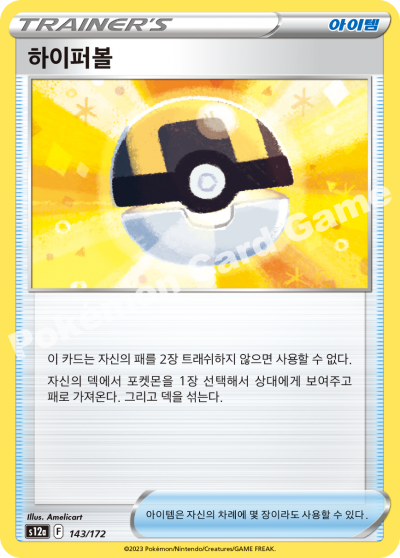 TRAINER'S
아이템
하이퍼볼
이 카드는 자신의 패를 2장 트래쉬하지 않으면 사용할 수 없다.
자신의 덱에서 포켓몬을 1장 선택해서 상대에게 보여주고
패로 가져온다. 그리고 덱을 섞는다.
Pokémon Card Game
Illus. Amelicart
s12a F 143/172
아이템은 자신의 차례에 몇 장이라도 사용할 수 있다.
©2023 Pokémon/Nintendo/Creatures/GAME FREAK.